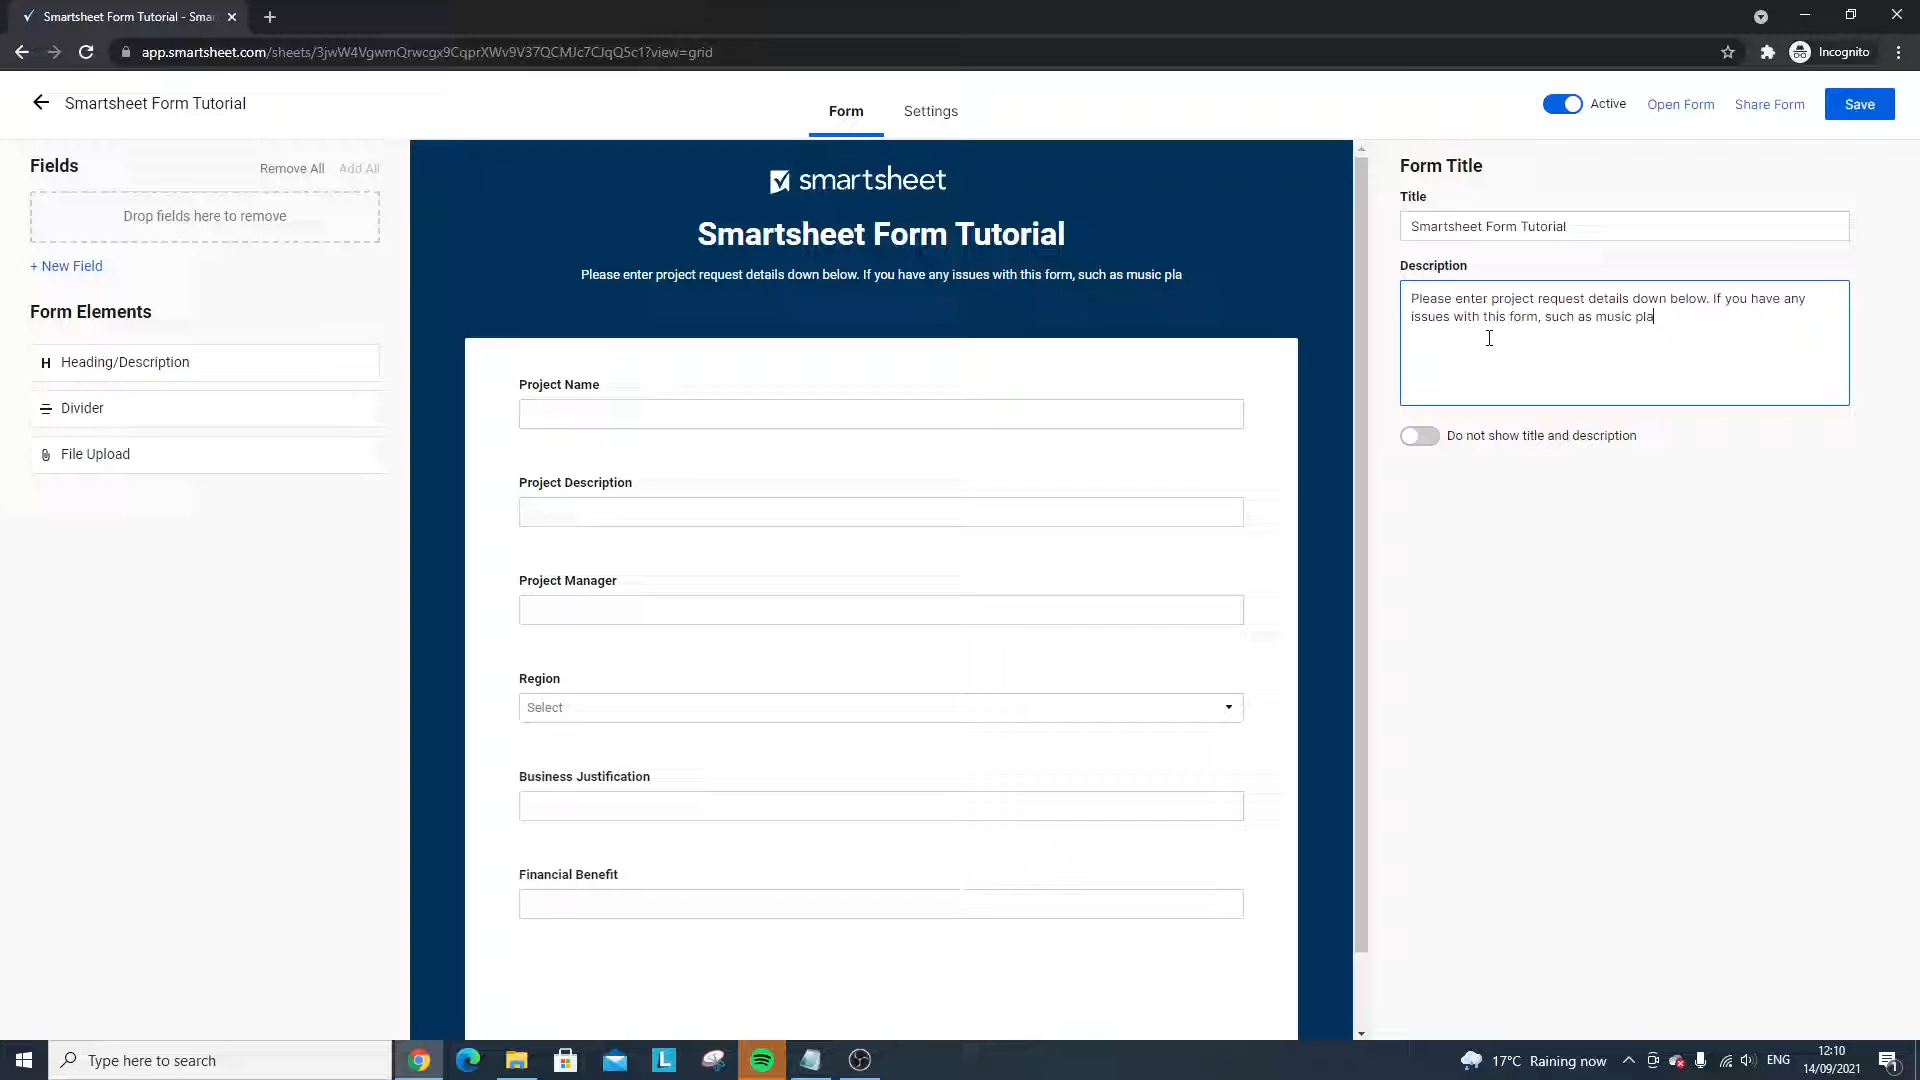 Smartsheet Form Tutorial - Sma
app.smartsheet.com/sheets/3jwW4VgwmQrwcgx9CqprXWv9V37QCMJc7CJqQ5c1?view=grid
Incognito
Smartsheet Form Tutorial
Form
Settings
Active
Open Form
Share Form
Save
Fields
Remove All
Add All
Drop fields here to remove
+ New Field
Form Elements
H Heading/Description
Divider
File Upload
smartsheet
Smartsheet Form Tutorial
Please enter project request details down below. If you have any issues with this form, such as music pla
Project Name
Project Description
Project Manager
Region
Select
Business Justification
Financial Benefit
Form Title
Title
Smartsheet Form Tutorial
Description
Please enter project request details down below. If you have any
issues with this form, such as music pla
Do not show title and description
Type here to search
L
17°C Raining now
ENG
12:10
14/09/2021
1